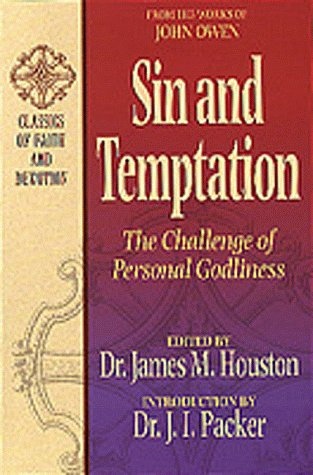 FROM THE WORKS OF
JOHN OWEN
CLASSICS
OF FAITH
AND
DEVOTION
Sin and
Temptation
The Challenge of
Personal Godliness
EDITED BY
Dr. James M. Houston
INTRODUCTION BY
Dr. J. I. Packer